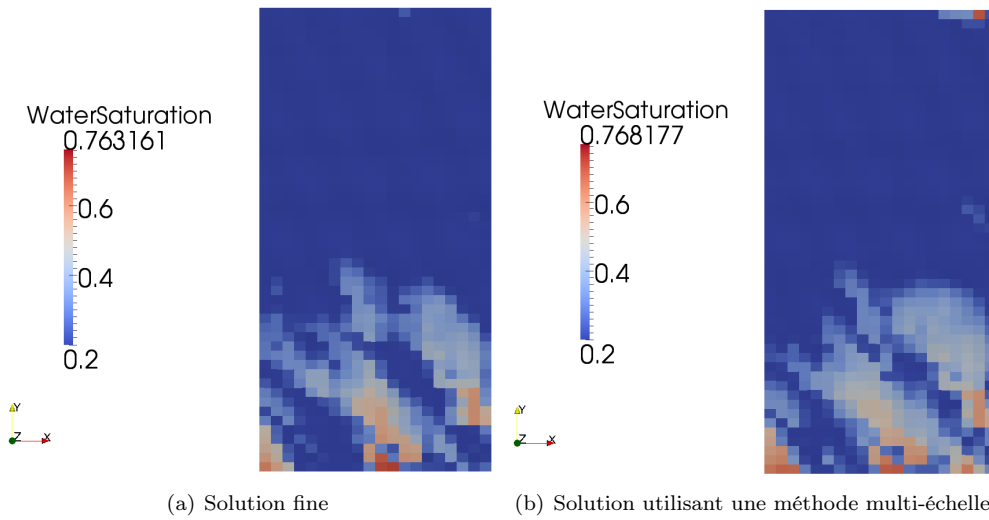 WaterSaturation
0.763161
0.6
0.4
0.2
Y
Z
X
(a) Solution fine
WaterSaturation
0.768177
0.6
0.4
0.2
Y
Z
X
(b) Solution utilisant une méthode multi-échelle